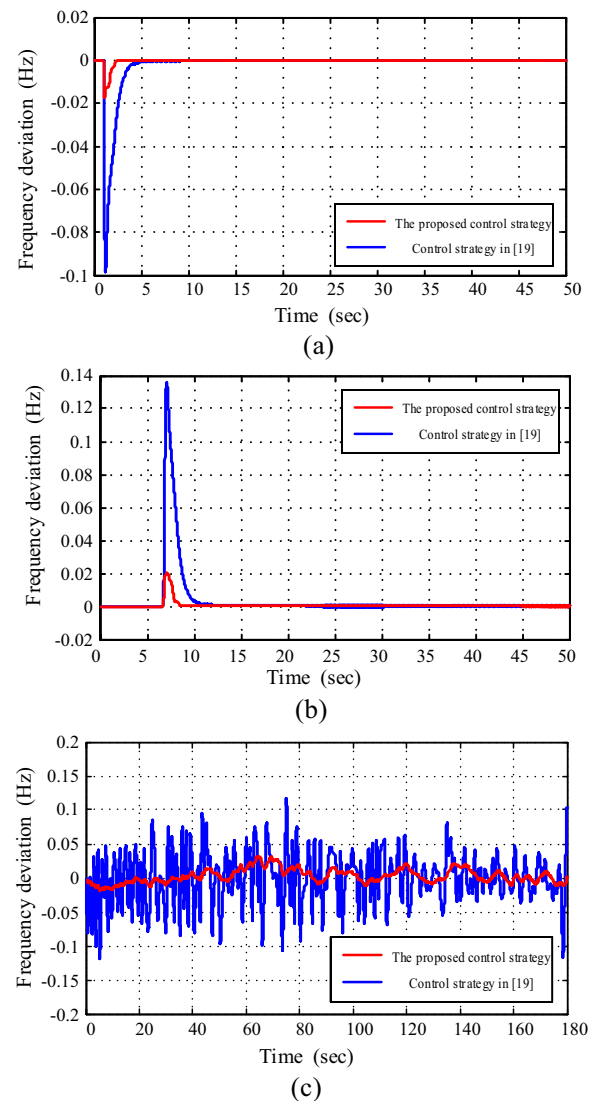 Frequency deviation (Hz)
0.02
0
-0.02
-0.04
-0.06
-0.08
-0.1
The proposed control strategy
Control strategy in [19]
0 5 10 15 20 25 30 35 40 45 50
Time (sec)
(a)
Frequency deviation (Hz)
0.14
0.12
0.10
0.08
0.06
0.04
0.02
0
-0.02
The proposed control strategy
Control strategy in [19]
0 5 10 15 20 25 30 35 40 45 50
Time (sec)
(b)
Frequency deviation (Hz)
0.2
0.15
0.1
0.05
0
-0.05
-0.1
-0.15
-0.2
The proposed control strategy
Control strategy in [19]
0 20 40 60 80 100 120 140 160 180
Time (sec)
(c)